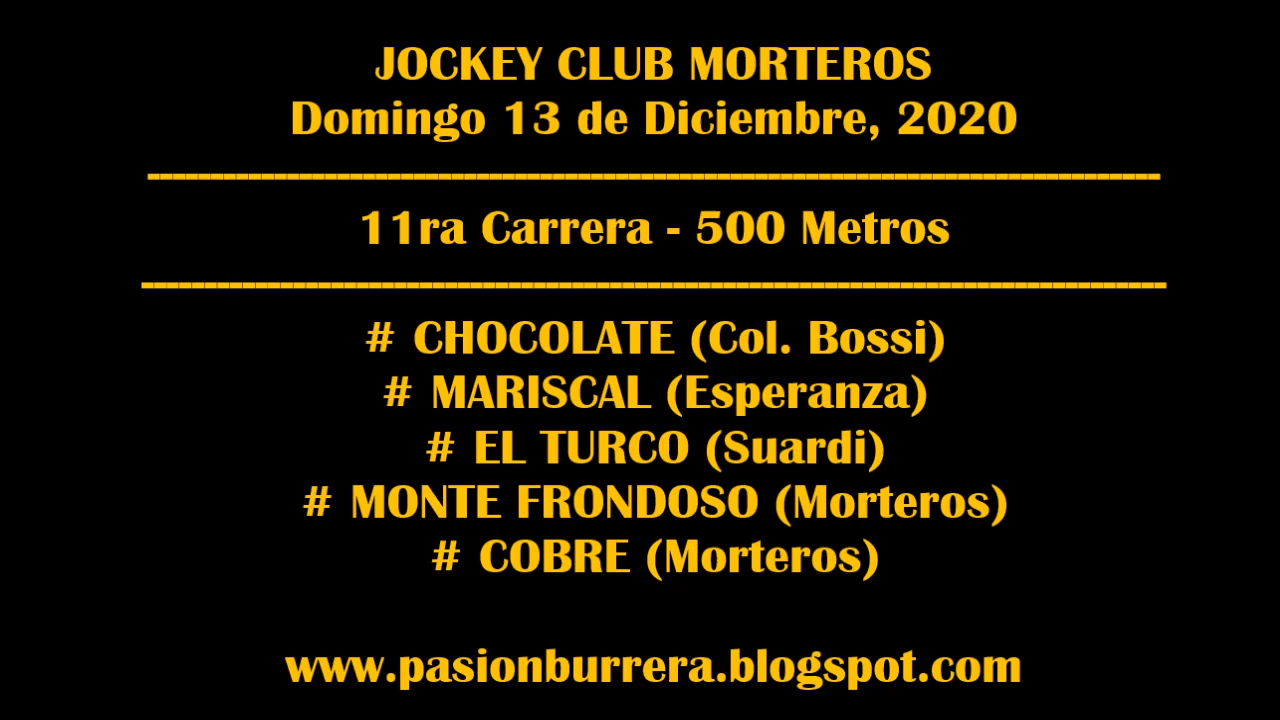 JOCKEY CLUB MORTEROS
Domingo 13 de Diciembre, 2020
--------------------------------------------------------------------------------
11ra Carrera - 500 Metros
---------------------------------------------------------------------------------
# CHOCOLATE (Col. Bossi)
# MARISCAL (Esperanza)
# EL TURCO (Suardi)
# MONTE FRONDOSO (Morteros)
# COBRE (Morteros)
www.pasionburrera.blogspot.com